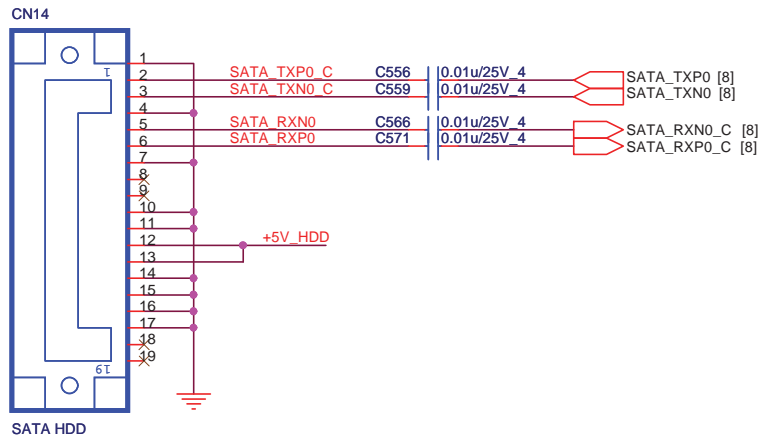 CN14
1
1
2 SATA_TXP0_C C556 0.01u/25V_4 SATA_TXP0 [8]
3 SATA_TXN0_C C559 0.01u/25V_4 SATA_TXN0 [8]
4
5 SATA_RXN0 C566 0.01u/25V_4 SATA_RXN0_C [8]
6 SATA_RXP0 C571 0.01u/25V_4 SATA_RXP0_C [8]
7
8
9
10
11
12 +5V_HDD
13
14
15
16
17
18
19
19
SATA HDD